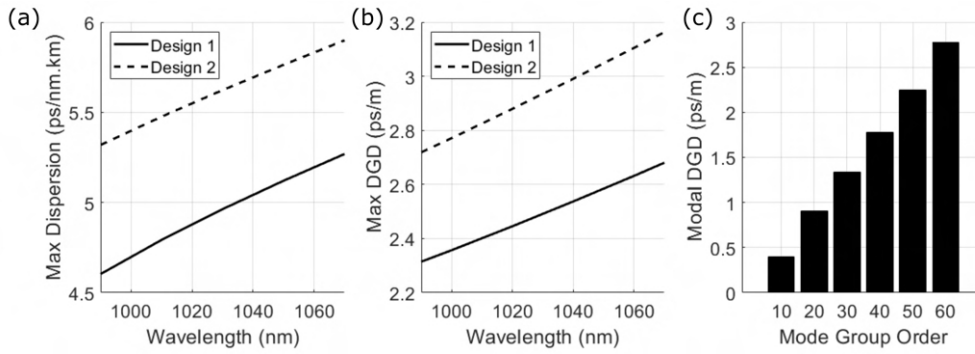 (a)
Max Dispersion (ps/nm.km)
6
5.5
5
4.5
Design 1
Design 2
1000 1020 1040 1060
Wavelength (nm)
(b)
Max DGD (ps/m)
3.2
3
2.8
2.6
2.4
2.2
Design 1
Design 2
1000 1020 1040 1060
Wavelength (nm)
(c)
Modal DGD (ps/m)
3
2.5
2
1.5
1
0.5
0
10 20 30 40 50 60
Mode Group Order